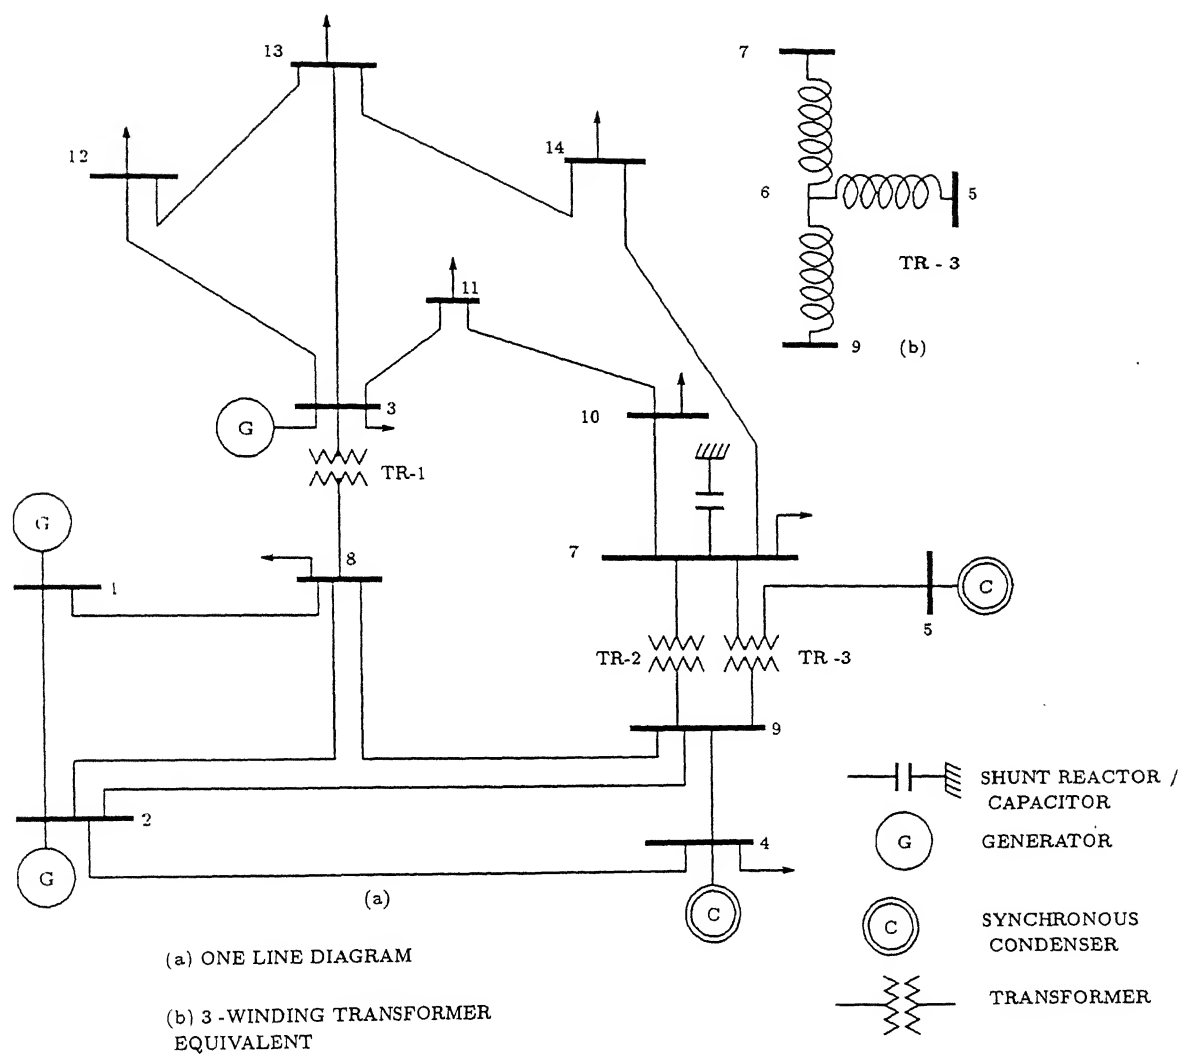 13
7
12
14
6
5
TR - 3
11
9
(b)
3
10
G
TR-1
G
8
7
1
C
5
TR-2
TR -3
9
SHUNT REACTOR /
CAPACITOR
2
4
G
GENERATOR
G
(a)
C
C
SYNCHRONOUS
CONDENSER
(a) ONE LINE DIAGRAM
TRANSFORMER
(b) 3 -WINDING TRANSFORMER
EQUIVALENT